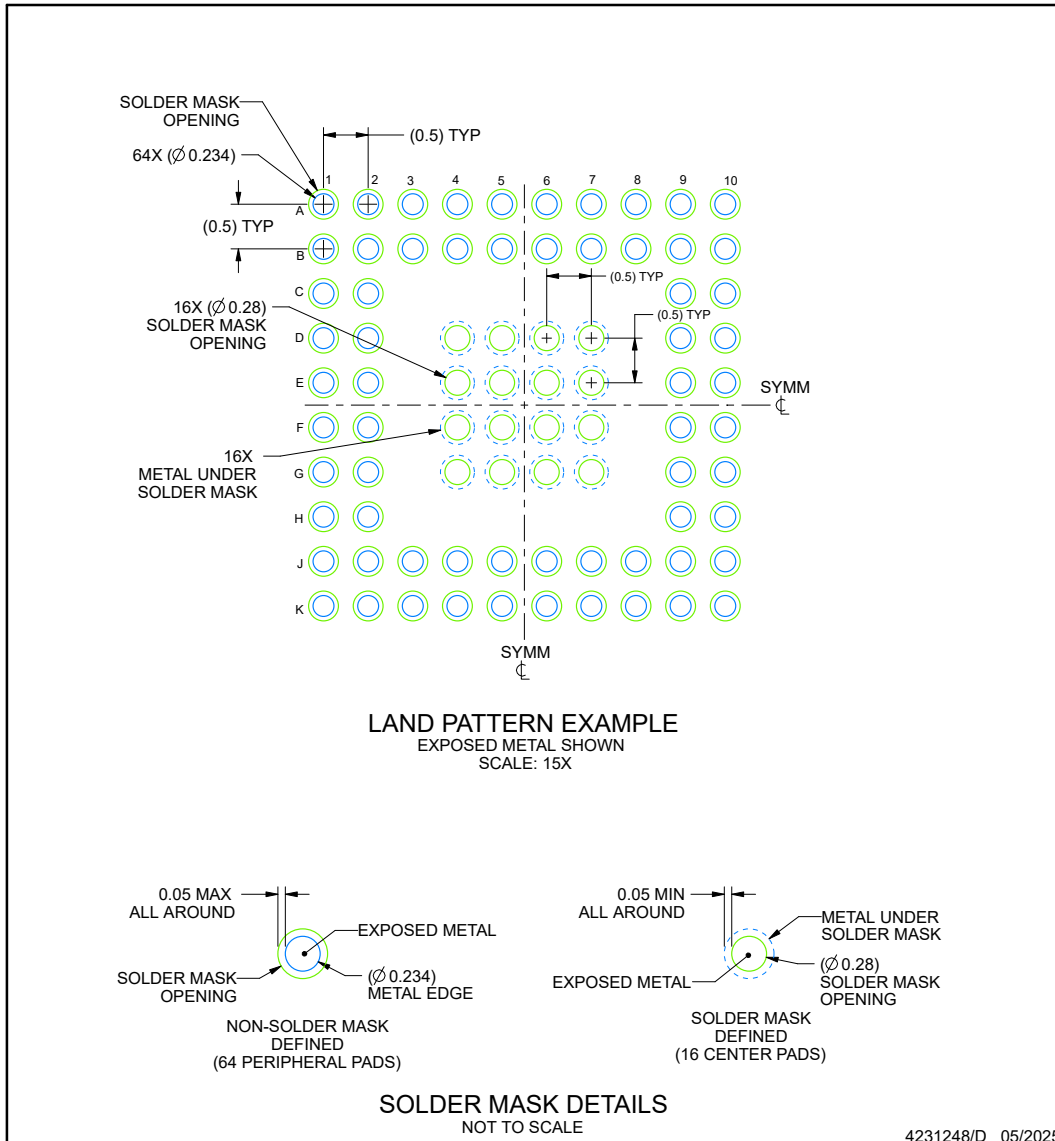 SOLDER MASK
OPENING
(0.5) TYP
64X (Ø 0.234)
1 2 3 4 5 6 7 8 9 10
A
(0.5) TYP
B
(0.5) TYP
C
16X (Ø 0.28)
SOLDER MASK
OPENING
(0.5) TYP
D
E
SYMM
℄
F
16X
METAL UNDER
SOLDER MASK
G
H
J
K
SYMM
℄
LAND PATTERN EXAMPLE
EXPOSED METAL SHOWN
SCALE: 15X
0.05 MAX
ALL AROUND
EXPOSED METAL
SOLDER MASK
OPENING
(Ø 0.234)
METAL EDGE
NON-SOLDER MASK
DEFINED
(64 PERIPHERAL PADS)
0.05 MIN
ALL AROUND
METAL UNDER
SOLDER MASK
EXPOSED METAL
(Ø 0.28)
SOLDER MASK
OPENING
SOLDER MASK
DEFINED
(16 CENTER PADS)
SOLDER MASK DETAILS
NOT TO SCALE
4231248/D 05/2025